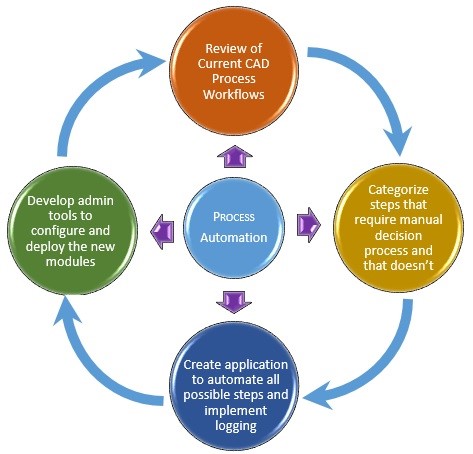 Review of
Current CAD
Process
Workflows
Categorize
steps that
require manual
decision
process and
that doesn't
Create application
to automate all
possible steps and
implement
logging
Develop admin
tools to
configure and
deploy the new
modules
PROCESS
AUTOMATION